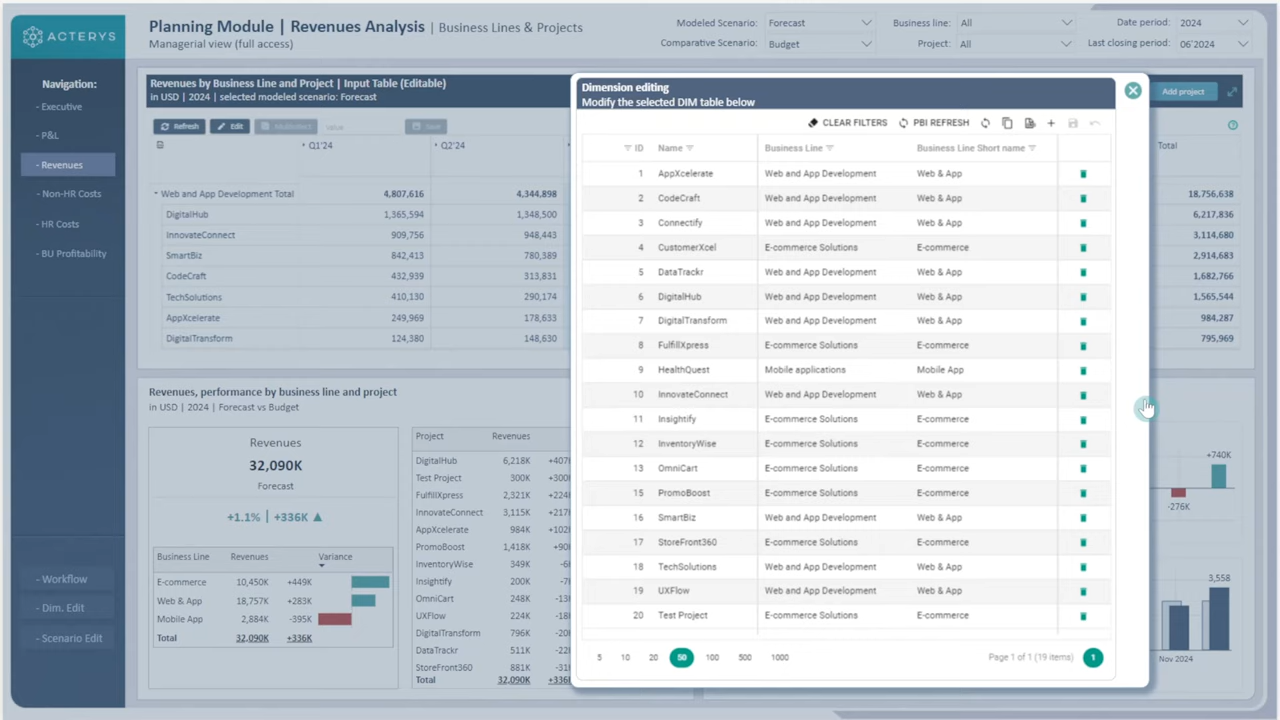 ACTERYS
Planning Module | Revenues Analysis | Business Lines & Projects
Managerial view (full access)
Modeled Scenario: Forecast
Comparative Scenario: Budget
Business line: All
Project: All
Date period: 2024
Last closing period: 06'2024
Navigation:
- Executive
- P&L
- Revenues
- Non-HR Costs
- HR Costs
- BU Profitability
- Workflow
- Dim. Edit
- Scenario Edit
Revenues by Business Line and Project | Input Table (Editable)
in USD | 2024 | selected modeled scenario: Forecast
Add project
Refresh Edit value
Q1'24 Q2'24 Total
Web and App Development Total 4,807,616 4,344,898 18,756,638
DigitalHub 1,365,594 1,348,500 6,217,836
InnovateConnect 909,756 948,443 3,114,680
SmartBiz 842,413 780,389 2,914,683
CodeCraft 432,939 313,831 1,682,766
TechSolutions 410,130 290,174 1,565,544
AppXcelerate 249,969 178,633 984,287
DigitalTransform 124,380 148,630 795,969
Dimension editing
Modify the selected DIM table below
CLEAR FILTERS PBI REFRESH
ID Name Business Line Business Line Short name
1 AppXcelerate Web and App Development Web & App
2 CodeCraft Web and App Development Web & App
3 Connectify Web and App Development Web & App
4 CustomerXcel E-commerce Solutions E-commerce
5 DataTrackr Web and App Development Web & App
6 DigitalHub Web and App Development Web & App
7 DigitalTransform Web and App Development Web & App
8 FulfillXpress E-commerce Solutions E-commerce
9 HealthQuest Mobile applications Mobile App
10 InnovateConnect Web and App Development Web & App
11 Insightify E-commerce Solutions E-commerce
12 InventoryWise E-commerce Solutions E-commerce
13 OmniCart E-commerce Solutions E-commerce
15 PromoBoost E-commerce Solutions E-commerce
16 SmartBiz Web and App Development Web & App
17 StoreFront360 E-commerce Solutions E-commerce
18 TechSolutions Web and App Development Web & App
19 UXFlow Web and App Development Web & App
20 Test Project E-commerce Solutions E-commerce
5 10 20 50 100 500 1000 Page 1 of 1 (19 items) 1
Revenues, performance by business line and project
in USD | 2024 | Forecast vs Budget
Revenues
32,090K
Forecast
+1.1% | +336K ▲
Business Line Revenues Variance
E-commerce 10,450K +449K
Web & App 18,757K +283K
Mobile App 2,884K -395K
Total 32,090K +336K
Project Revenues
DigitalHub 6,218K +407K
Test Project 300K +300K
FulfillXpress 2,321K +224K
InnovateConnect 3,115K +217K
AppXcelerate 984K +102K
PromoBoost 1,418K +90K
InventoryWise 349K -6
Insightify 200K -7K
OmniCart 248K -13
UXFlow 224K -18
DigitalTransform 796K -20
DataTrackr 511K -22
StoreFront360 881K -31
Total 32,090K +336
+740K
-276K
3,558
Nov 2024